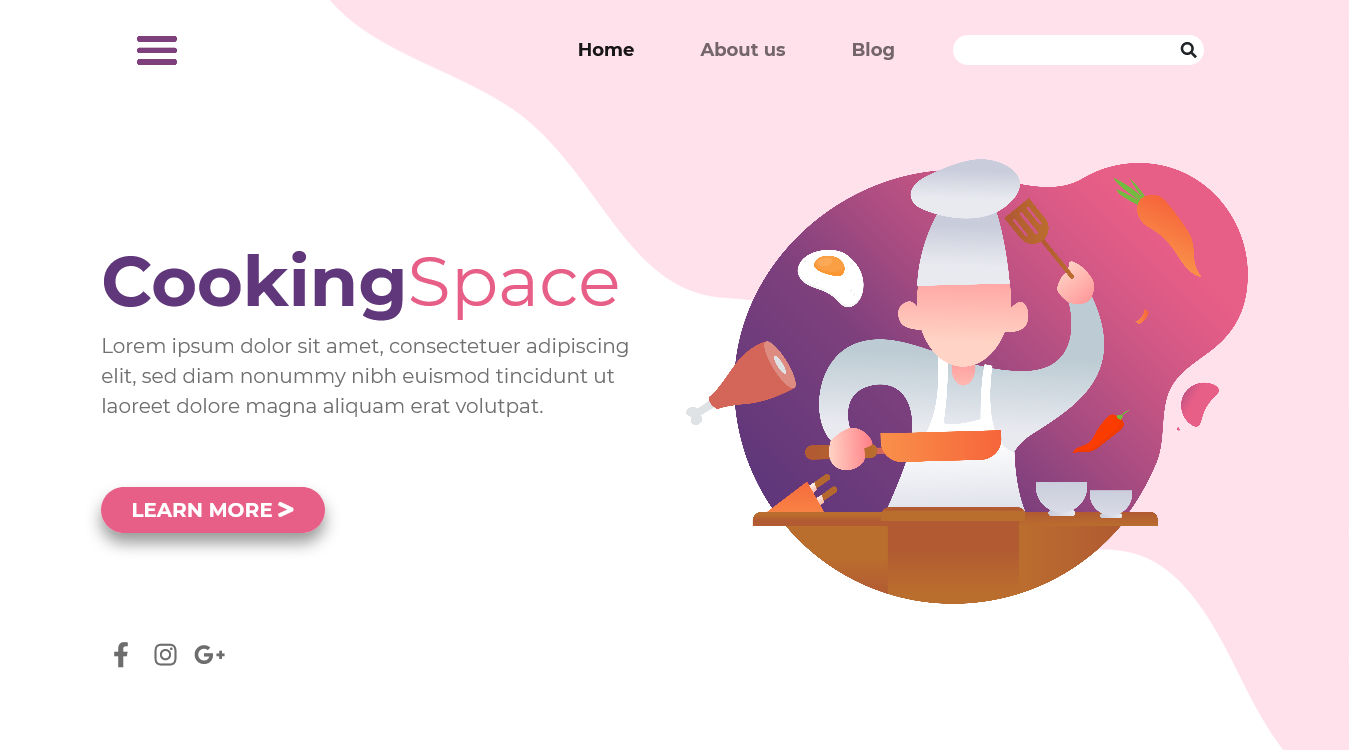 Home About us Blog
CookingSpace
Lorem ipsum dolor sit amet, consectetuer adipiscing
elit, sed diam nonummy nibh euismod tincidunt ut
laoreet dolore magna aliquam erat volutpat.
LEARN MORE >